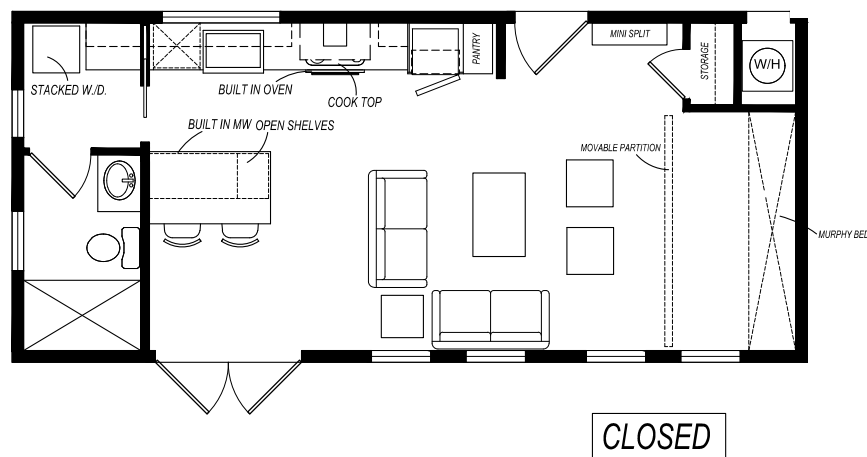 MINI SPLIT
PANTRY
STORAGE
W/H
STACKED W./D.
BUILT IN OVEN
COOK TOP
BUILT IN MW
OPEN SHELVES
MOVABLE PARTITION
MURPHY BED
CLOSED